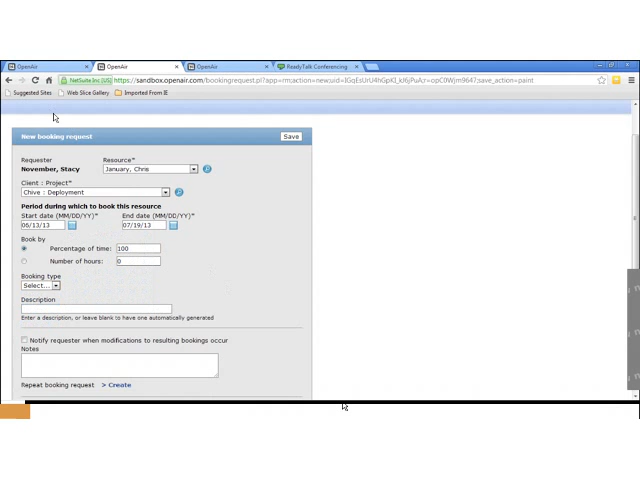 OpenAir
OpenAir
OpenAir
ReadyTalk Conferencing
NetSuite Inc [US]
https://sandbox.openair.com/bookingrequest.pl?app=rm;action=new;
save_action=paint
Suggested Sites
Web Slice Gallery
Imported From IE
New booking request
Save
Requester
Resource*
November, Stacy
January, Chris
Client : Project*
Chive : Deployment
Period during which to book this resource
Start date (MM/DD/YY)*
End date (MM/DD/YY)*
06/13/13
07/19/13
Book by
Percentage of time:
100
Number of hours:
0
Booking type
Select...
Description
Enter a description, or leave blank to have one automatically generated
Notify requester when modifications to resulting bookings occur
Notes
Repeat booking request > Create